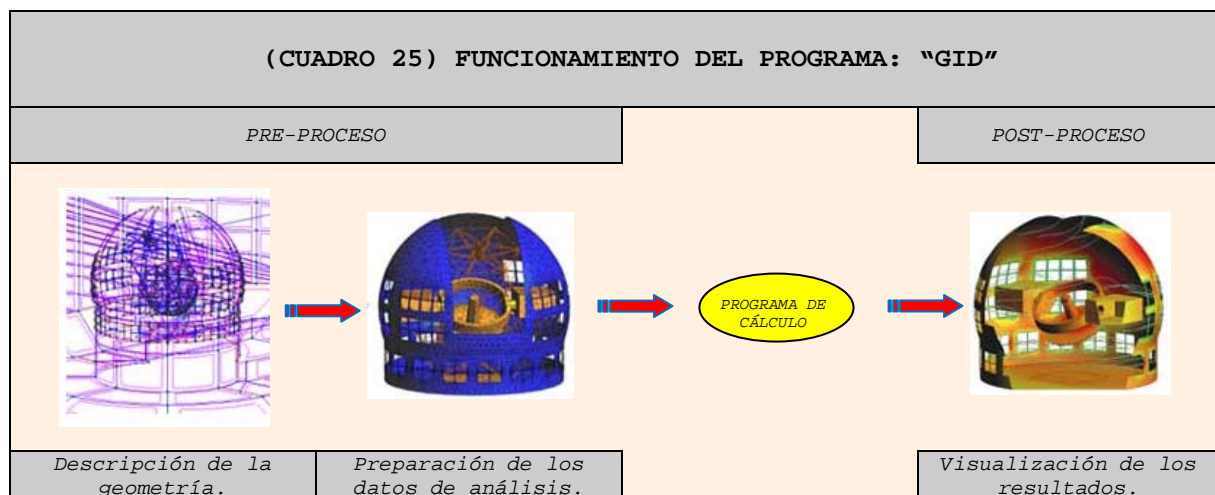 (CUADRO 25) FUNCIONAMIENTO DEL PROGRAMA: “GID”
PRE-PROCESO
POST-PROCESO
PROGRAMA DE
CÁLCULO
Descripción de la
geometría.
Preparación de los
datos de análisis.
Visualización de los
resultados.